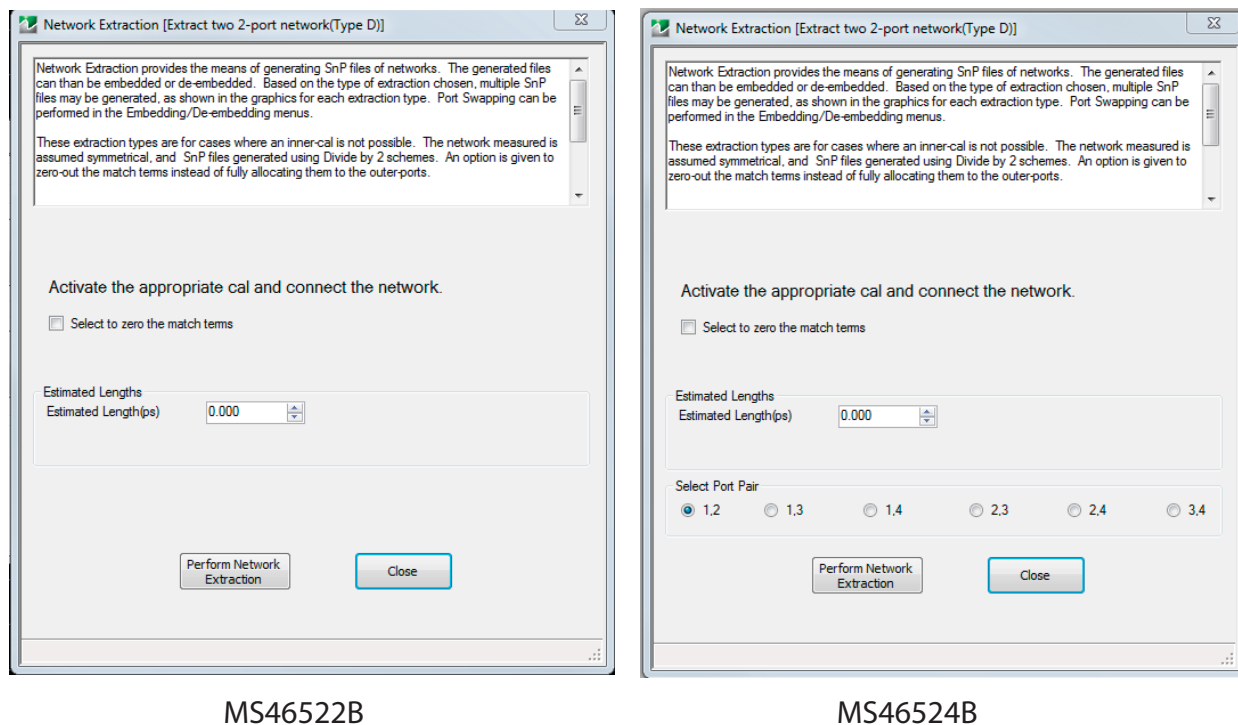 Network Extraction [Extract two 2-port network(Type D)]
Network Extraction provides the means of generating SnP files of networks.  The generated files
can than be embedded or de-embedded.  Based on the type of extraction chosen, multiple SnP
files may be generated, as shown in the graphics for each extraction type.  Port Swapping can be
performed in the Embedding/De-embedding menus.
These extraction types are for cases where an inner-cal is not possible.  The network measured is
assumed symmetrical, and  SnP files generated using Divide by 2 schemes.  An option is given to
zero-out the match terms instead of fully allocating them to the outer-ports.
Activate the appropriate cal and connect the network.
Select to zero the match terms
Estimated Lengths
Estimated Length(ps) 0.000
Perform Network
Extraction
Close
MS46522B
Network Extraction [Extract two 2-port network(Type D)]
Network Extraction provides the means of generating SnP files of networks.  The generated files
can than be embedded or de-embedded.  Based on the type of extraction chosen, multiple SnP
files may be generated, as shown in the graphics for each extraction type.  Port Swapping can be
performed in the Embedding/De-embedding menus.
These extraction types are for cases where an inner-cal is not possible.  The network measured is
assumed symmetrical, and  SnP files generated using Divide by 2 schemes.  An option is given to
zero-out the match terms instead of fully allocating them to the outer-ports.
Activate the appropriate cal and connect the network.
Select to zero the match terms
Estimated Lengths
Estimated Length(ps) 0.000
Select Port Pair
1,2 1,3 1,4 2,3 2,4 3,4
Perform Network
Extraction
Close
MS46524B